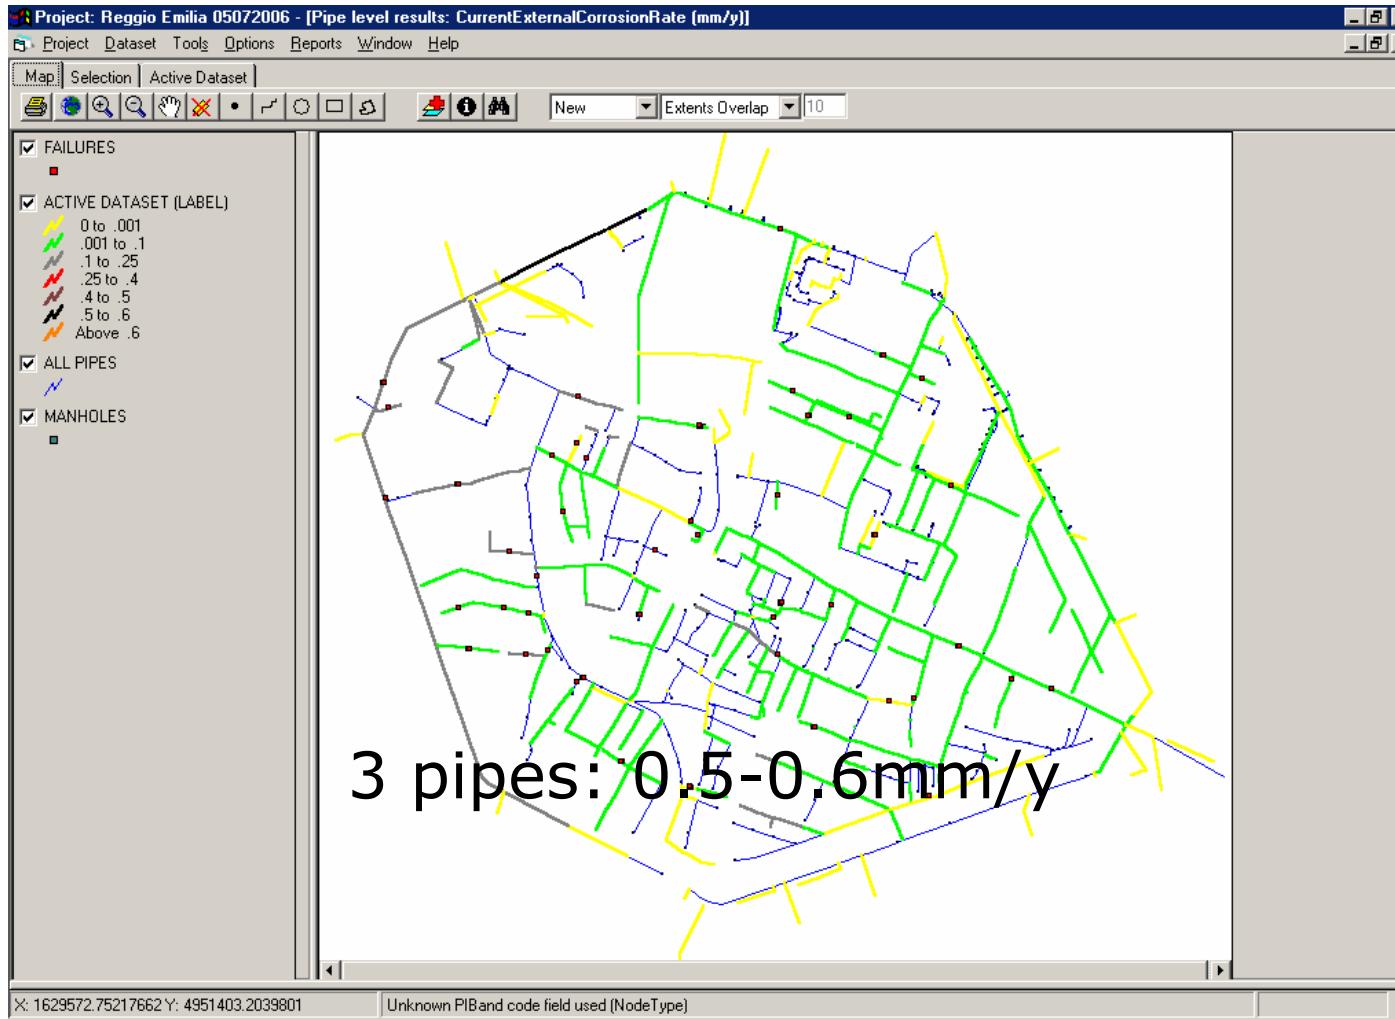 Project: Reggio Emilia 05072006 - [Pipe level results: CurrentExternalCorrosionRate (mm/y)]
Project Dataset Tools Options Reports Window Help
Map Selection Active Dataset
New Extents Overlap 10
FAILURES
ACTIVE DATASET (LABEL)
0 to .001
.001 to .1
.1 to .25
.25 to .4
.4 to .5
.5 to .6
Above .6
ALL PIPES
MANHOLES
3 pipes: 0.5-0.6mm/y
X: 1629572.75217662 Y: 4951403.2039801 Unknown PIBand code field used (NodeType)